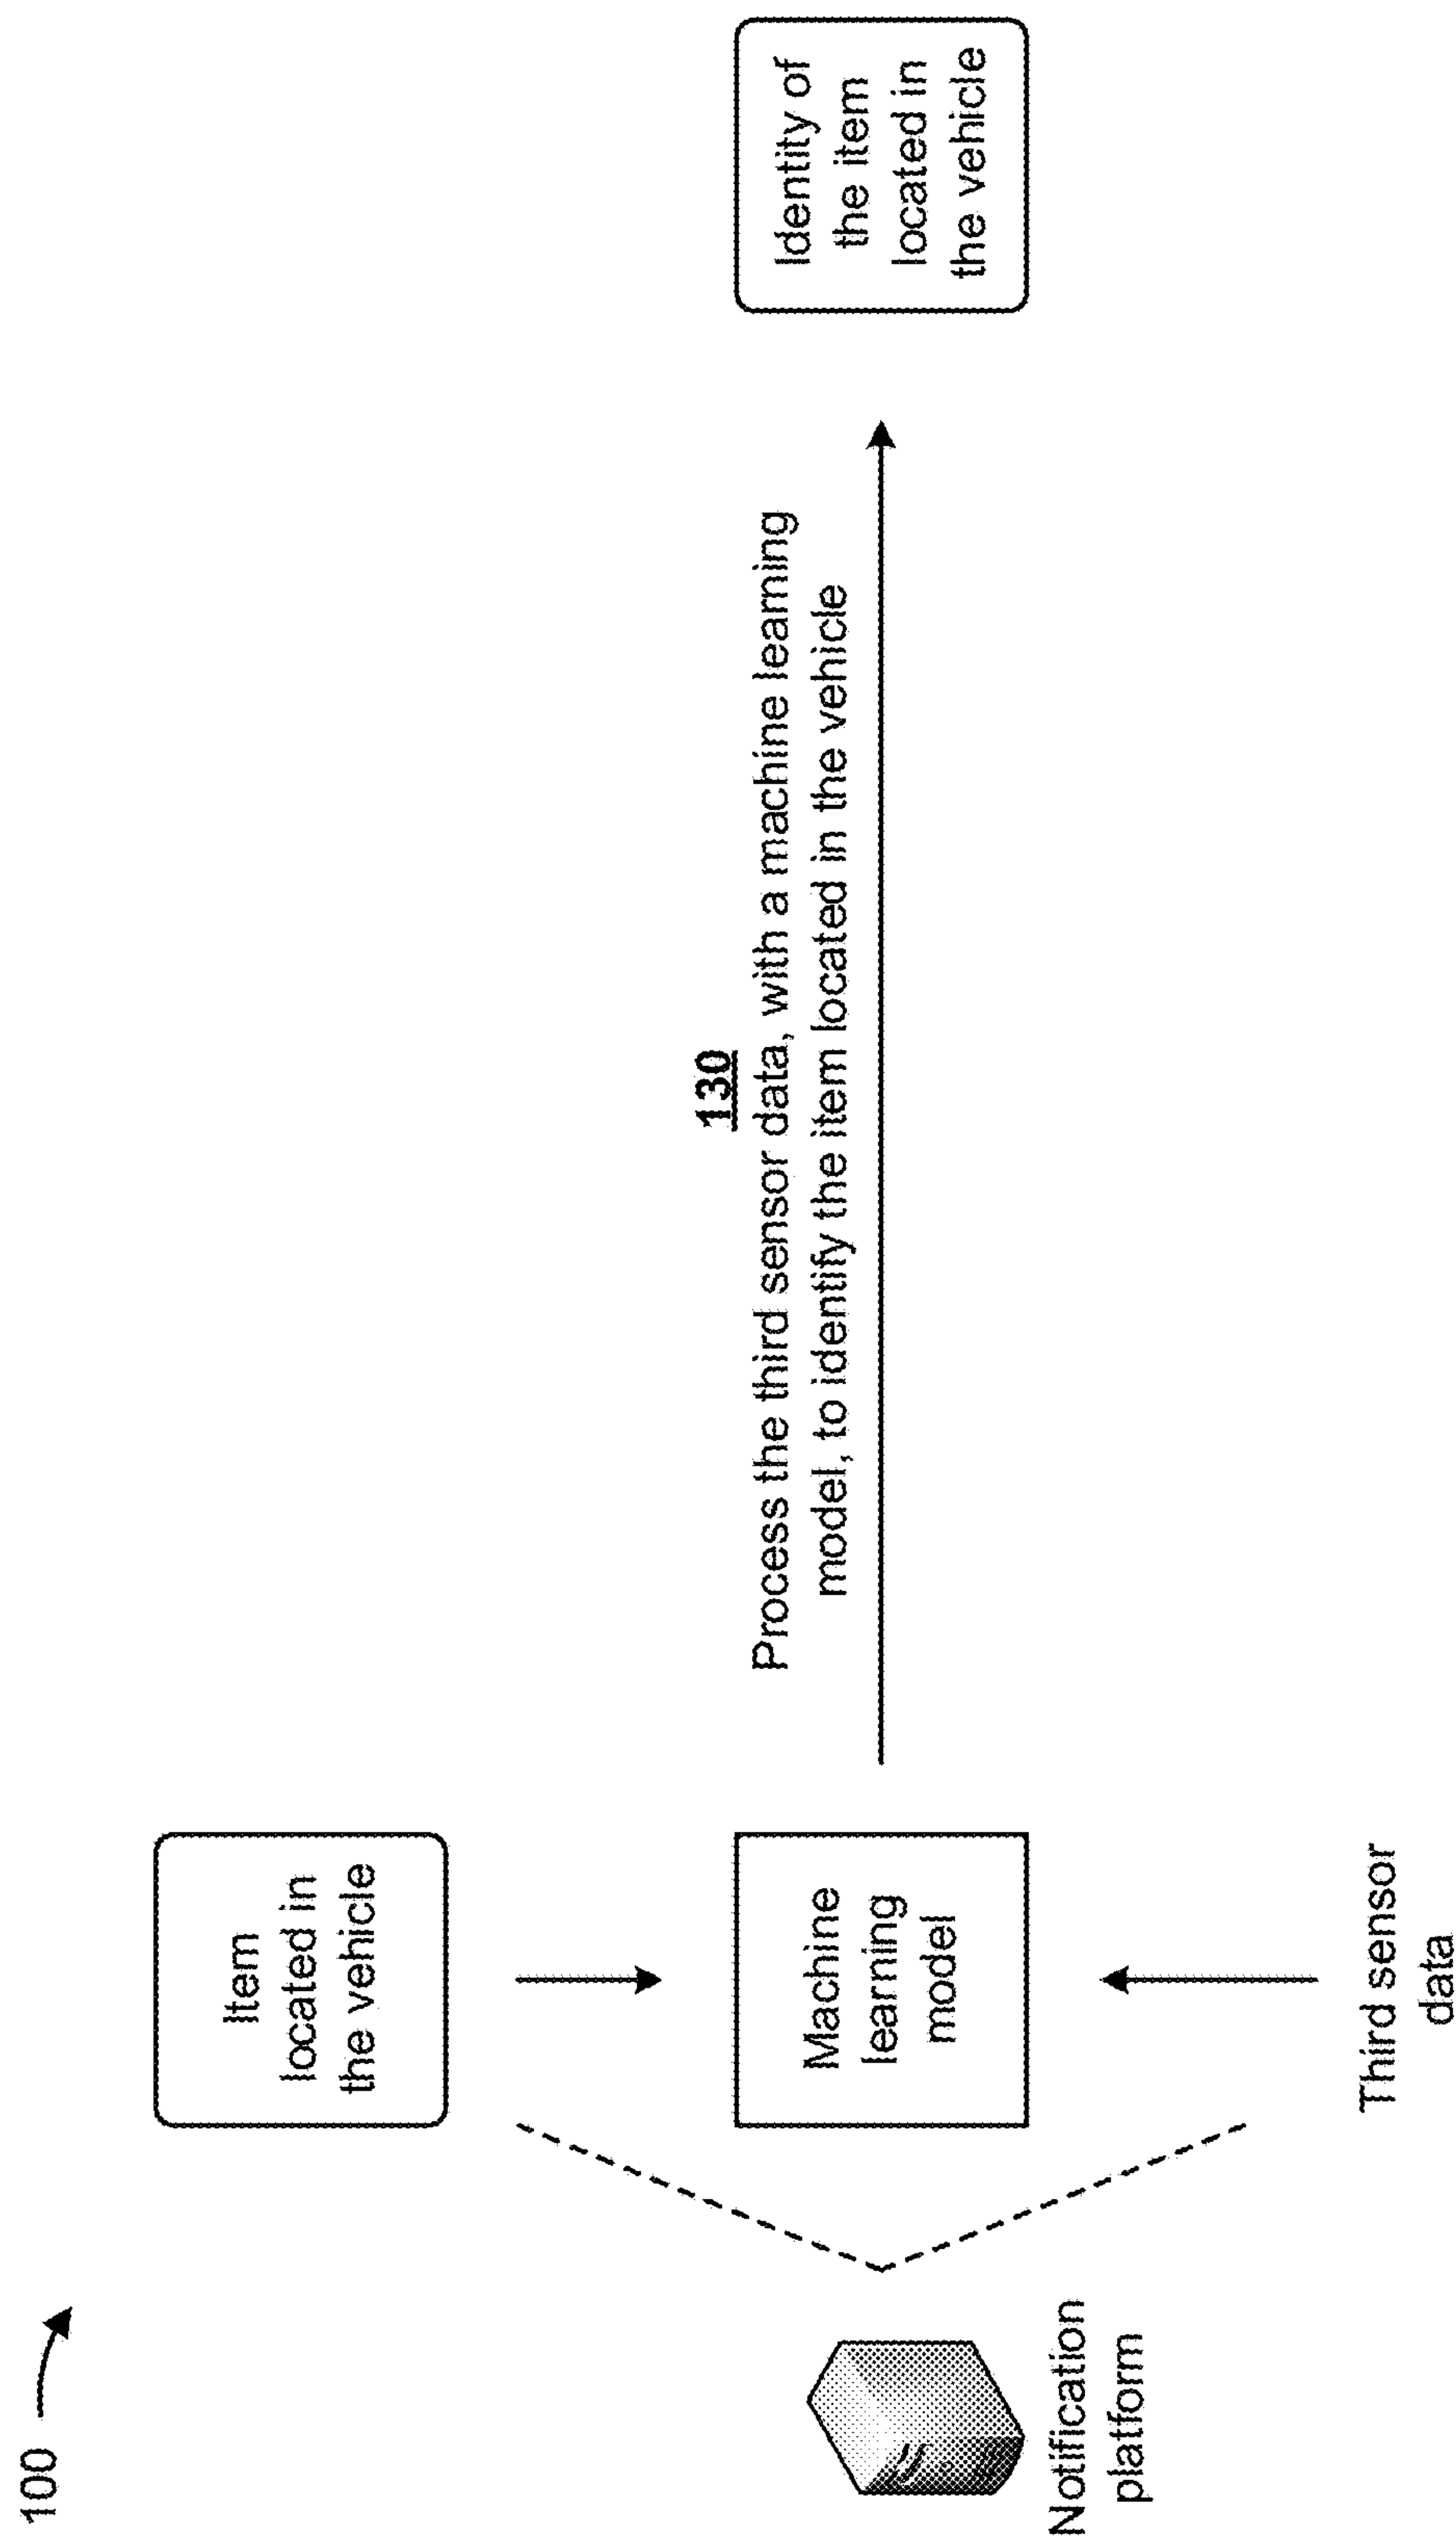 100
Item
located in
the vehicle
Notification
platform
Machine
learning
model
Third sensor
data
130
Process the third sensor data, with a machine learning
model, to identify the item located in the vehicle
Identity of
the item
located in
the vehicle